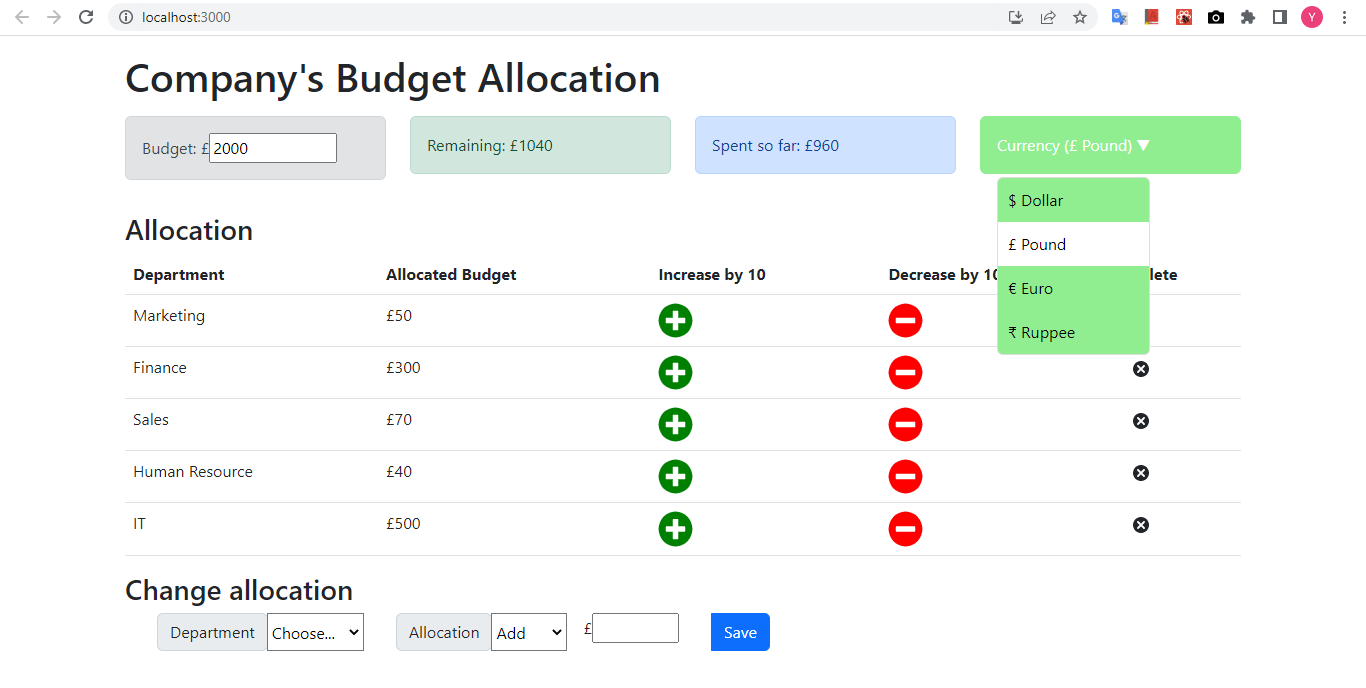 localhost:3000
Y
Company's Budget Allocation
Budget: £2000
Remaining: £1040
Spent so far: £960
Currency (£ Pound) ▼
$ Dollar
£ Pound
€ Euro
₹ Ruppee
Allocation
Department Allocated Budget Increase by 10 Decrease by 10 lete
Marketing £50
Finance £300
Sales £70
Human Resource £40
IT £500
Change allocation
Department Choose... Allocation Add £ Save